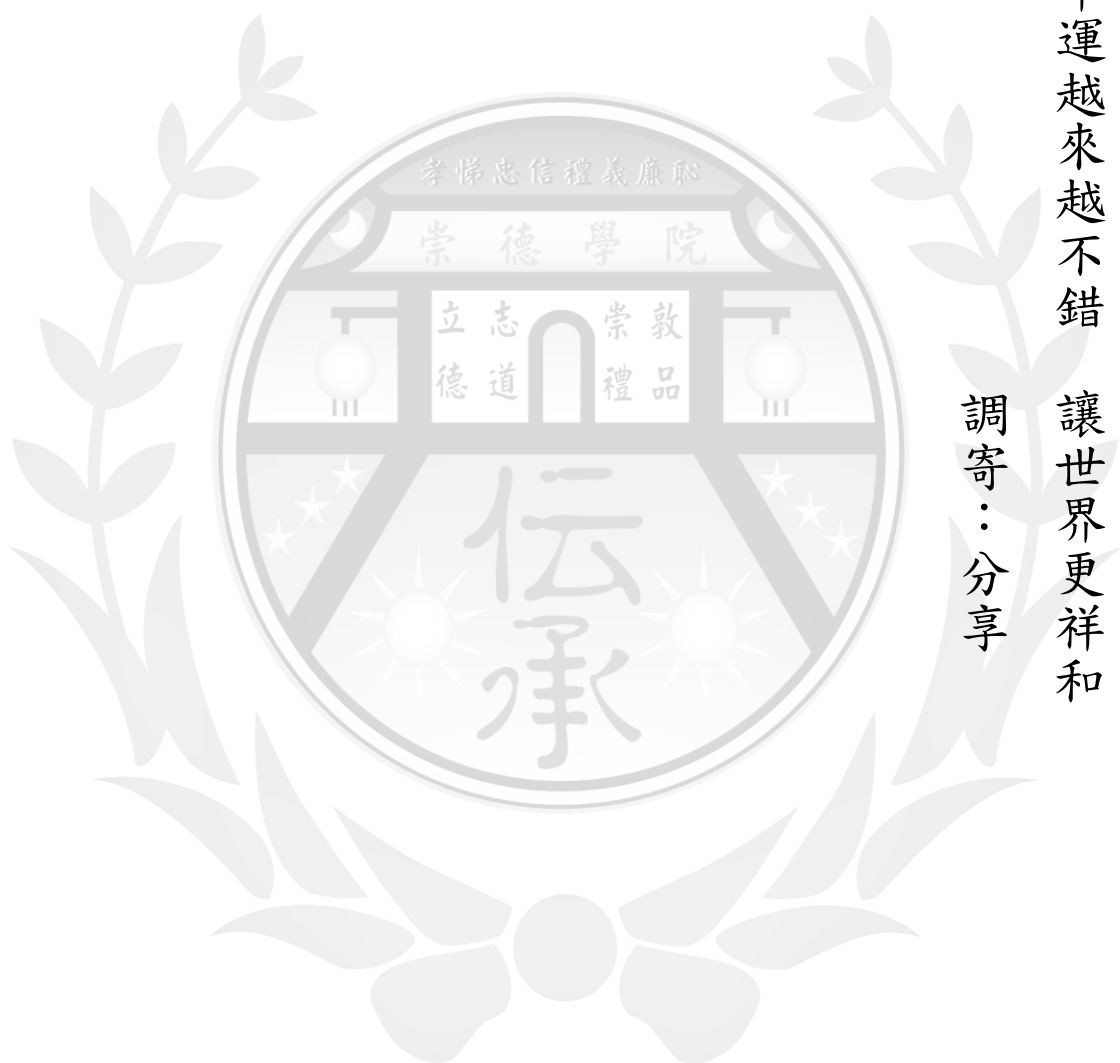 運越來越不錯　讓世界更祥和
調寄：分享
孝悌忠信禮義廉恥
崇德學院
立志　崇敦
德道　禮品
伝承